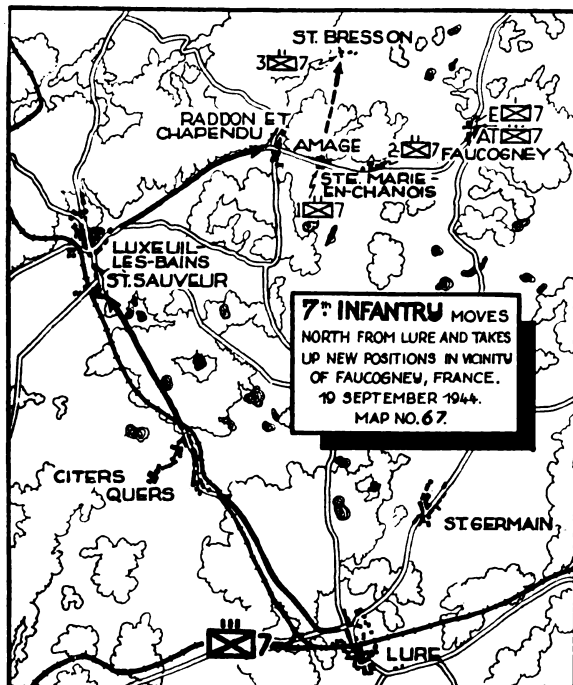 ST. BRESSON
3 7
RADDON ET
CHAPENDU
AMAGE
E 7
AT 7
2 7
FAUCOGNEY
STE. MARIE-
EN-CHANOIS
1 7
LUXEUIL-
LES-BAINS
ST. SAUVEUR
7TH INFANTRY MOVES
NORTH FROM LURE AND TAKES
UP NEW POSITIONS IN VICINITY
OF FAUCOGNEY, FRANCE.
19 SEPTEMBER 1944.
MAP NO. 67.
CITERS
QUERS
ST. GERMAIN
7
LURE